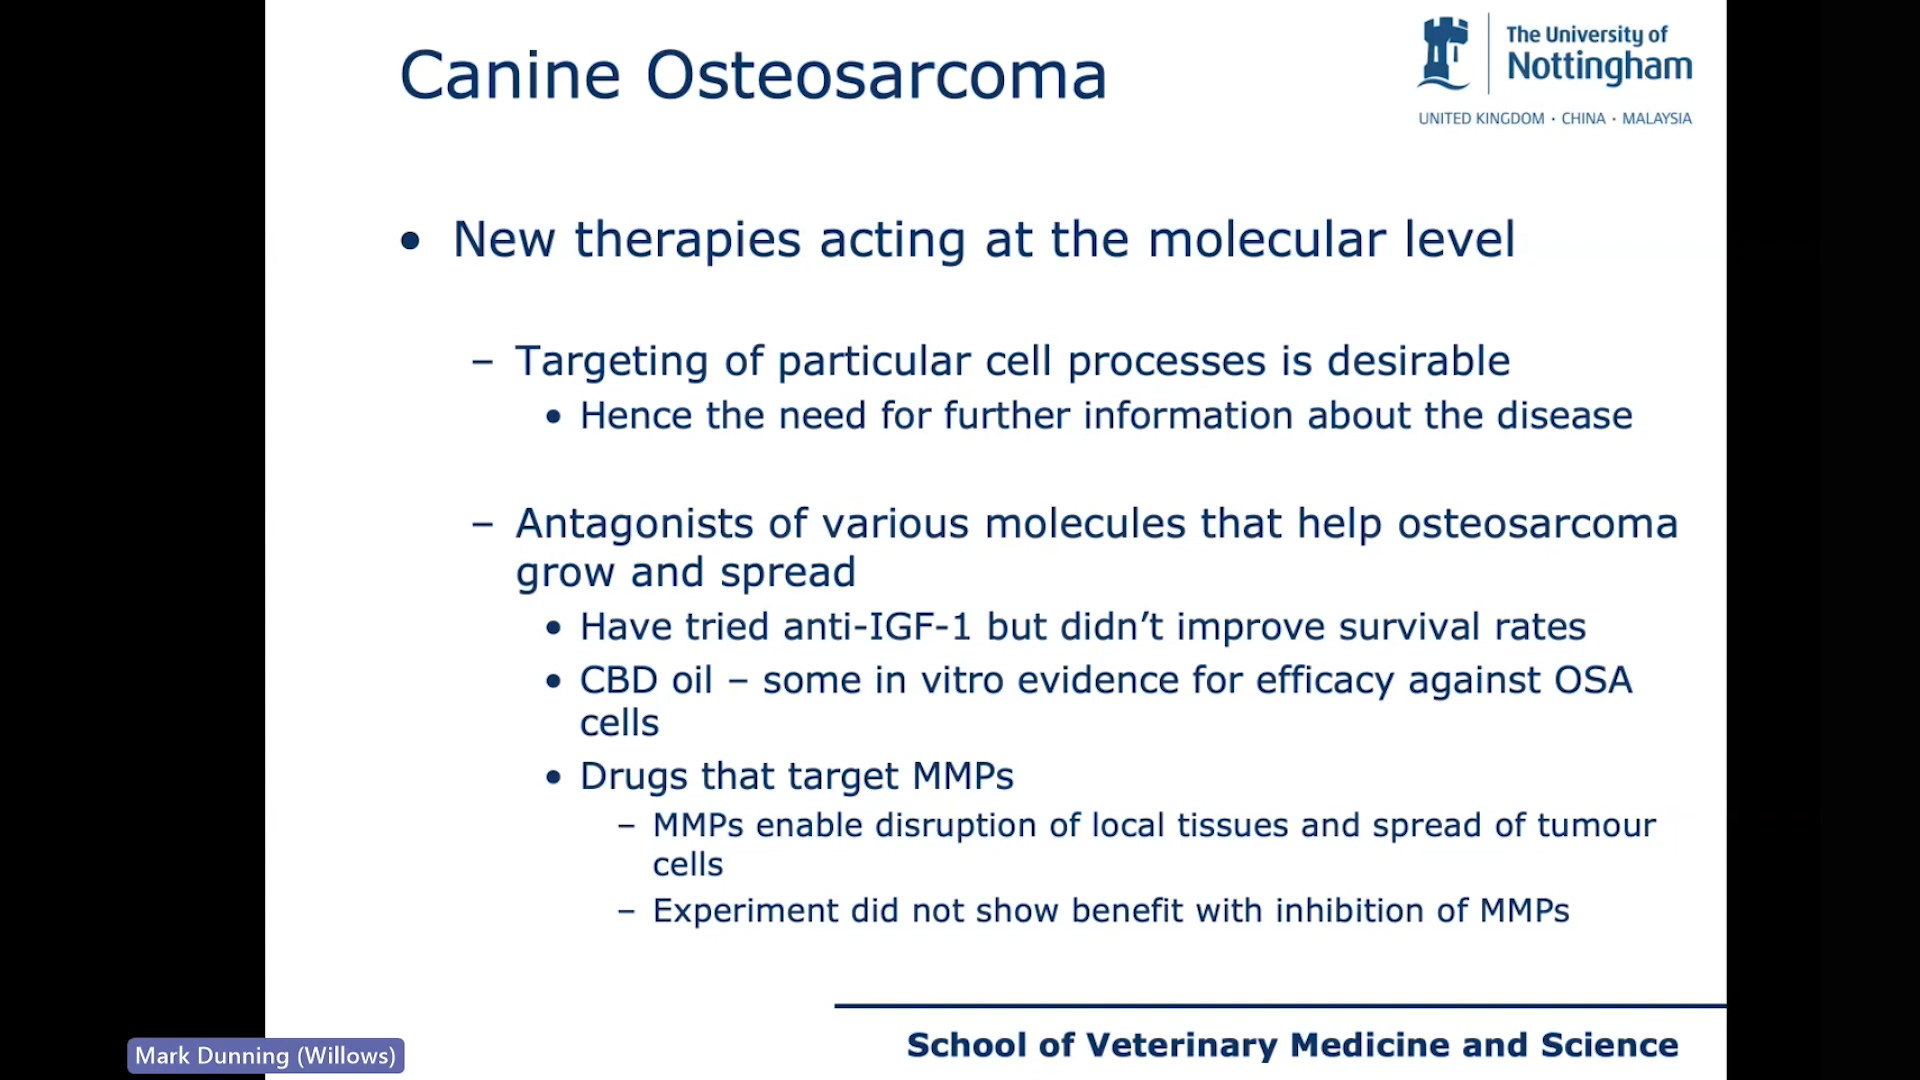 Canine Osteosarcoma
The University of
Nottingham
UNITED KINGDOM · CHINA · MALAYSIA
• New therapies acting at the molecular level
– Targeting of particular cell processes is desirable
• Hence the need for further information about the disease
– Antagonists of various molecules that help osteosarcoma
grow and spread
• Have tried anti-IGF-1 but didn’t improve survival rates
• CBD oil – some in vitro evidence for efficacy against OSA
cells
• Drugs that target MMPs
– MMPs enable disruption of local tissues and spread of tumour
cells
– Experiment did not show benefit with inhibition of MMPs
School of Veterinary Medicine and Science
Mark Dunning (Willows)